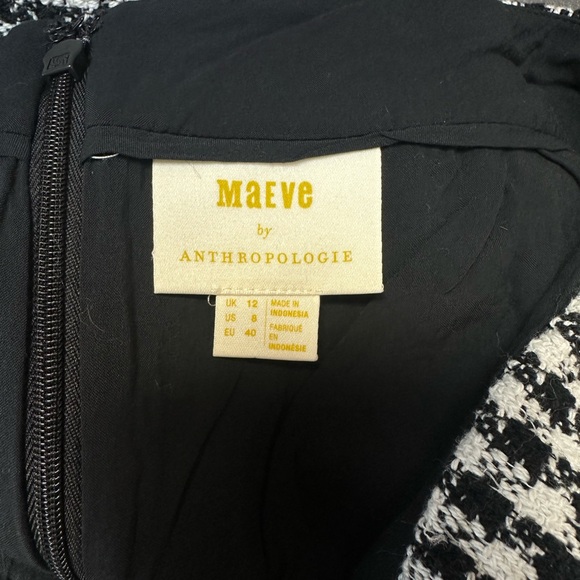 MaEVe
by
ANTHROPOLOGIE
UK 12
US 8
EU 40
MADE IN
INDONESIA
FABRIQUÉ
EN
INDONÉSIE